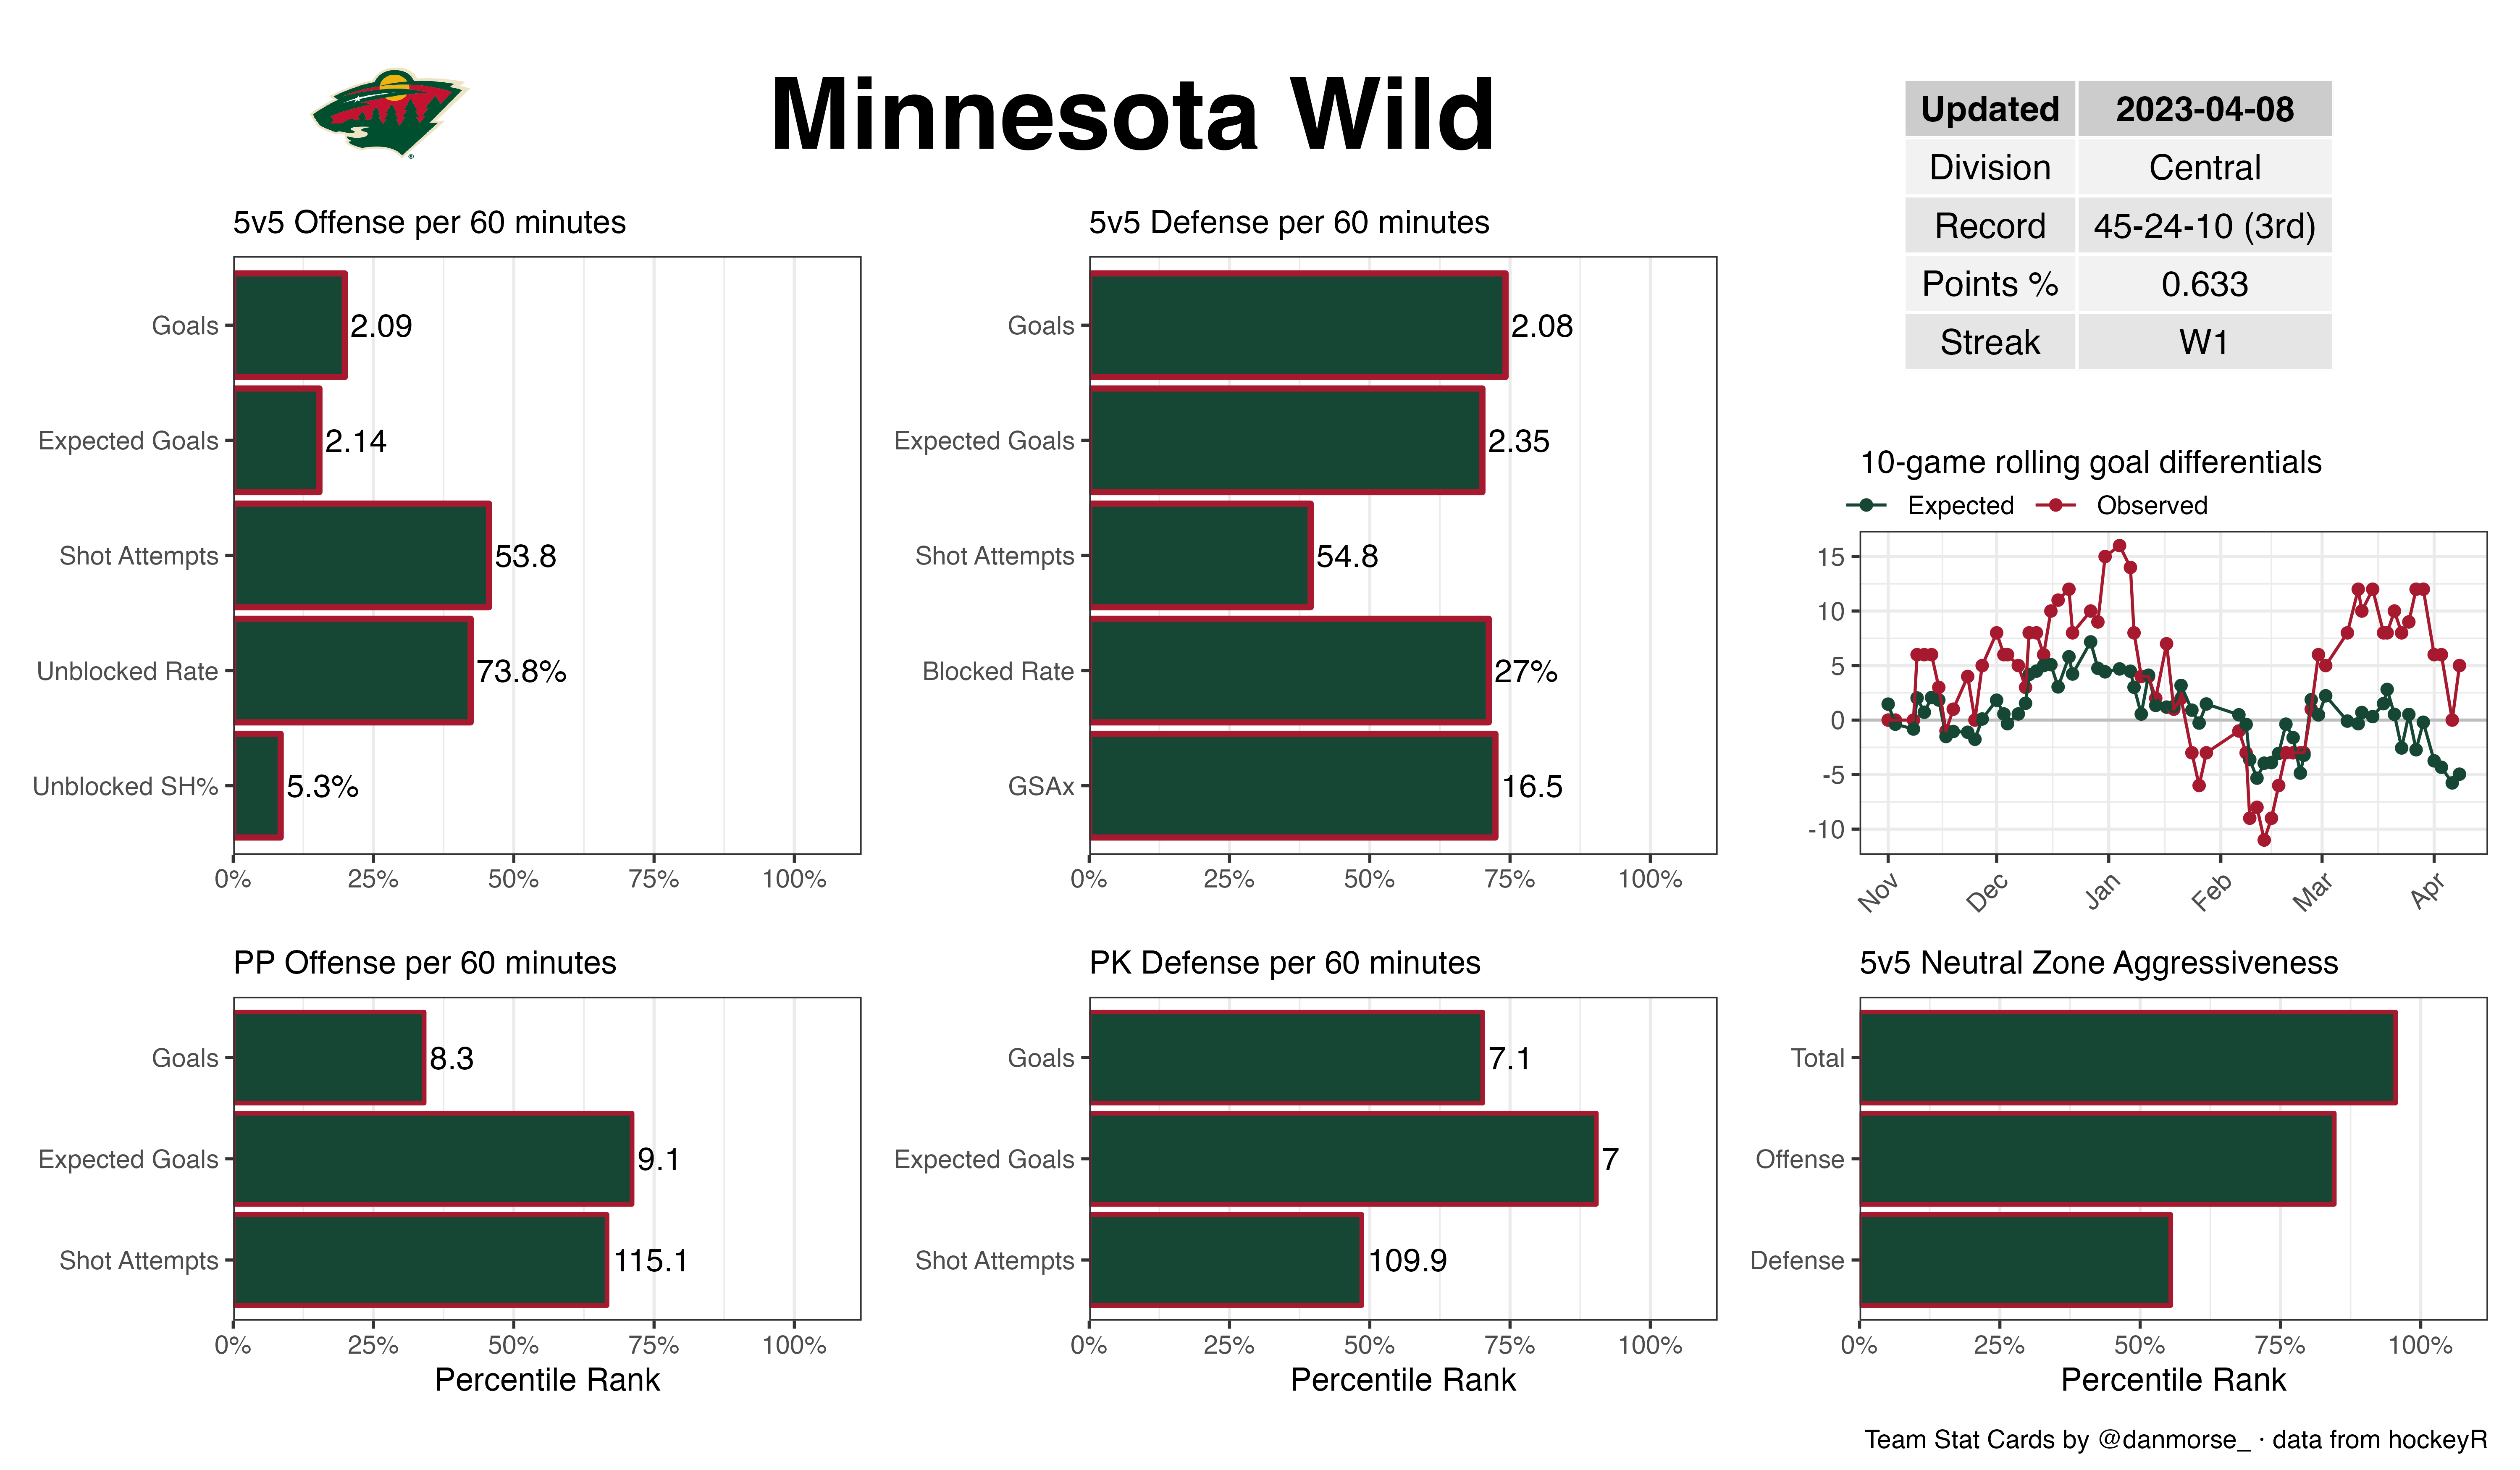 Minnesota Wild
Updated 2023-04-08
Division Central
Record 45-24-10 (3rd)
Points % 0.633
Streak W1
5v5 Offense per 60 minutes
Goals 2.09
Expected Goals 2.14
Shot Attempts 53.8
Unblocked Rate 73.8%
Unblocked SH% 5.3%
0% 25% 50% 75% 100%
5v5 Defense per 60 minutes
Goals 2.08
Expected Goals 2.35
Shot Attempts 54.8
Blocked Rate 27%
GSAx 16.5
0% 25% 50% 75% 100%
10-game rolling goal differentials
Expected Observed
15
10
5
0
-5
-10
Nov Dec Jan Feb Mar Apr
PP Offense per 60 minutes
Goals 8.3
Expected Goals 9.1
Shot Attempts 115.1
0% 25% 50% 75% 100%
Percentile Rank
PK Defense per 60 minutes
Goals 7.1
Expected Goals 7
Shot Attempts 109.9
0% 25% 50% 75% 100%
Percentile Rank
5v5 Neutral Zone Aggressiveness
Total
Offense
Defense
0% 25% 50% 75% 100%
Percentile Rank
Team Stat Cards by @danmorse_ · data from hockeyR